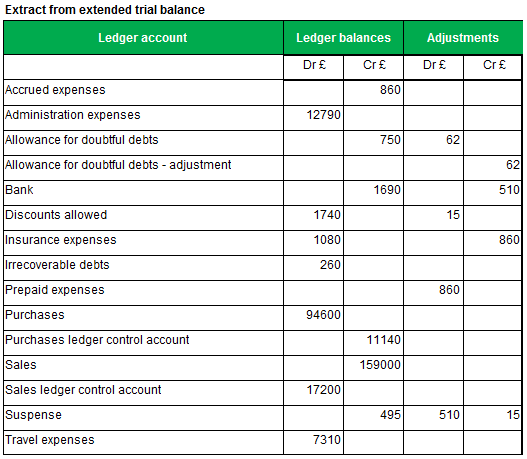 Extract from extended trial balance
Ledger account Ledger balances Adjustments
Dr £ Cr £ Dr £ Cr £
Accrued expenses 860
Administration expenses 12790
Allowance for doubtful debts 750 62
Allowance for doubtful debts - adjustment 62
Bank 1690 510
Discounts allowed 1740 15
Insurance expenses 1080 860
Irrecoverable debts 260
Prepaid expenses 860
Purchases 94600
Purchases ledger control account 11140
Sales 159000
Sales ledger control account 17200
Suspense 495 510 15
Travel expenses 7310